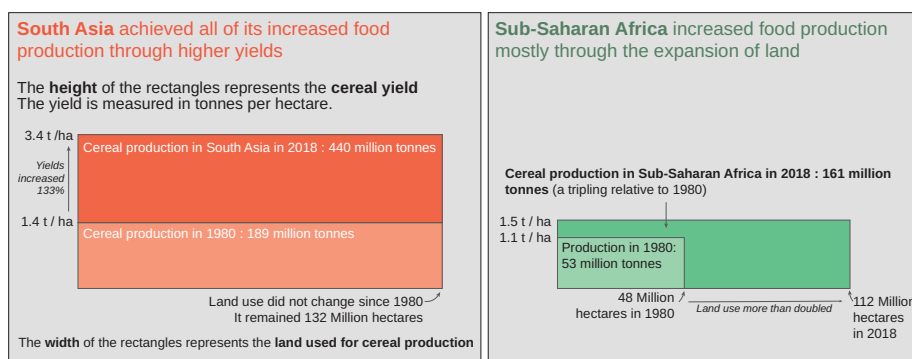 South Asia achieved all of its increased food
production through higher yields
The height of the rectangles represents the cereal yield
The yield is measured in tonnes per hectare.
3.4 t /ha
Cereal production in South Asia in 2018 : 440 million tonnes
Yields
increased
133%
1.4 t / ha
Cereal production in 1980 : 189 million tonnes
Land use did not change since 1980
It remained 132 Million hectares
The width of the rectangles represents the land used for cereal production
Sub-Saharan Africa increased food production
mostly through the expansion of land
Cereal production in Sub-Saharan Africa in 2018 : 161 million
tonnes (a tripling relative to 1980)
1.5 t / ha
1.1 t / ha
Production in 1980:
53 million tonnes
48 Million
hectares in 1980
Land use more than doubled
112 Million
hectares
in 2018